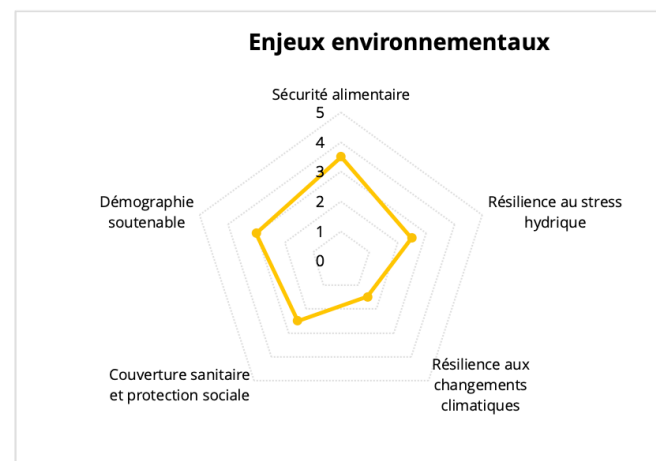 Enjeux environnementaux
Sécurité alimentaire
5
4
3
2
1
0
Résilience au stress
hydrique
Résilience aux
changements
climatiques
Couverture sanitaire
et protection sociale
Démographie
soutenable